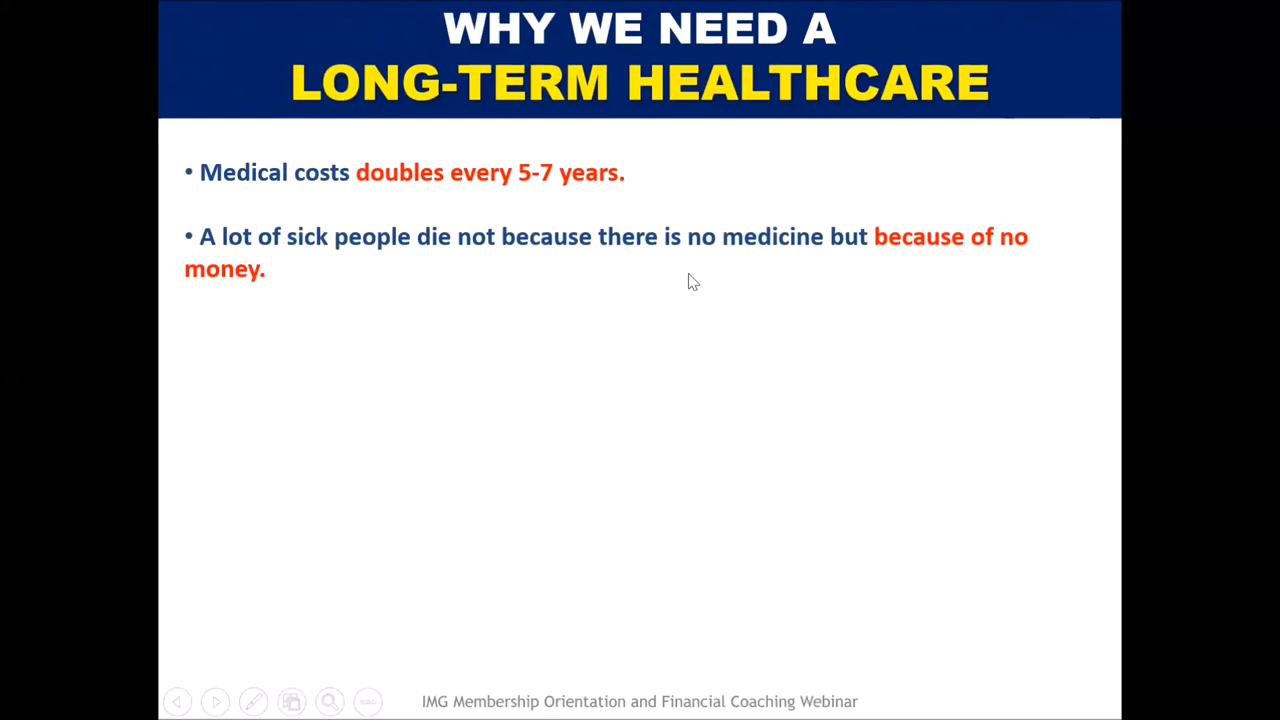 WHY WE NEED A
LONG-TERM HEALTHCARE
• Medical costs doubles every 5-7 years.
• A lot of sick people die not because there is no medicine but because of no
money.
IMG Membership Orientation and Financial Coaching Webinar